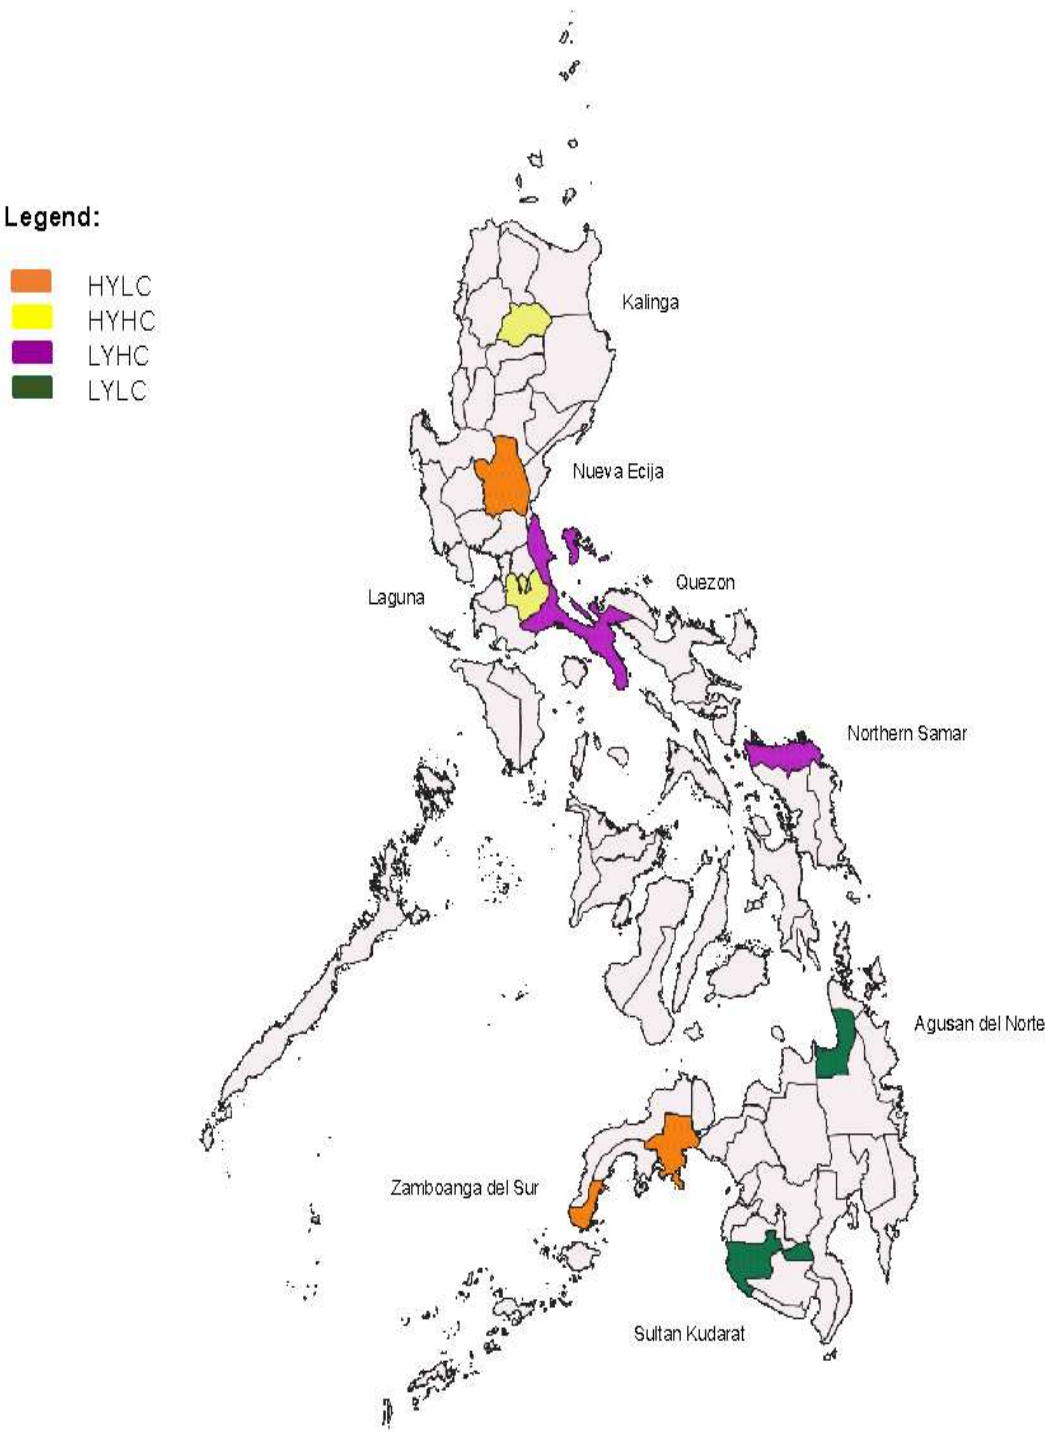 Legend:
HYLC
HYHC
LYHC
LYLC
Kalinga
Nueva Ecija
Quezon
Laguna
Northern Samar
Agusan del Norte
Zamboanga del Sur
Sultan Kudarat